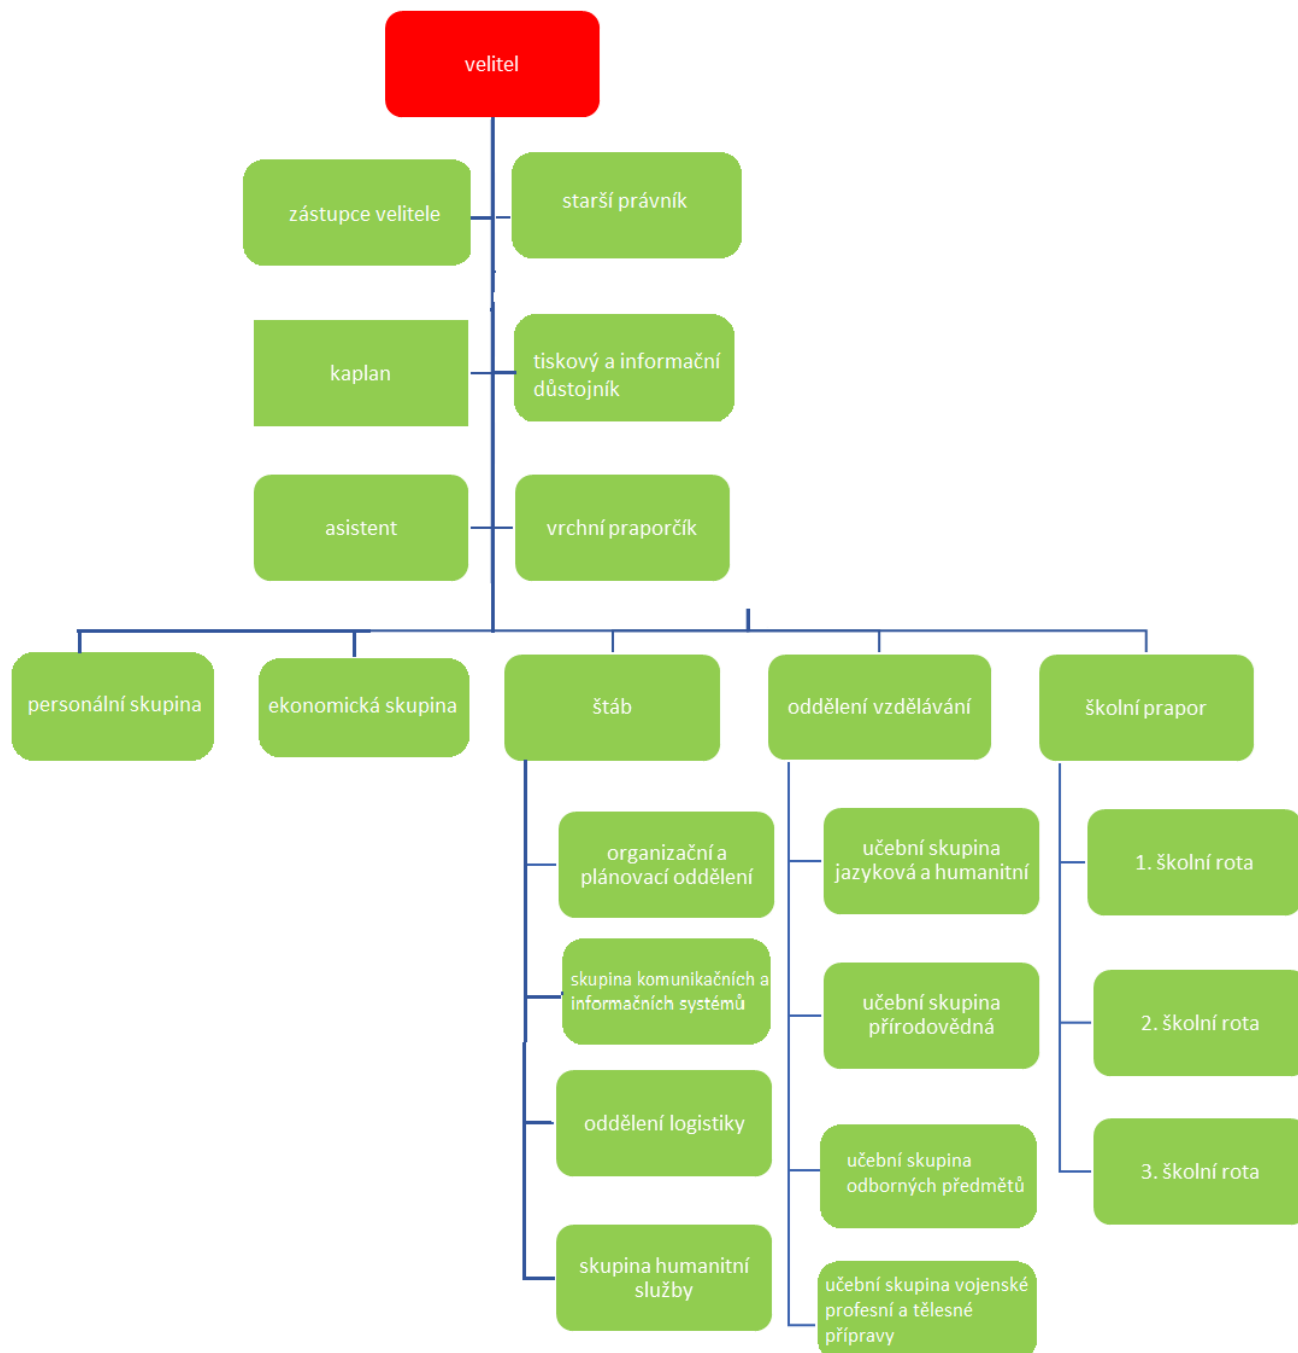 velitel
zástupce velitele
starší právník
kaplan
tiskový a informační
důstojník
asistent
vrchní praporčík
personální skupina
ekonomická skupina
štáb
oddělení vzdělávání
školní prapor
organizační a
plánovací oddělení
skupina komunikačních a
informačních systémů
oddělení logistiky
skupina humanitní
služby
učební skupina
jazyková a humanitní
učební skupina
přírodovědná
učební skupina
odborných předmětů
učební skupina vojenské
profesní a tělesné
přípravy
1. školní rota
2. školní rota
3. školní rota